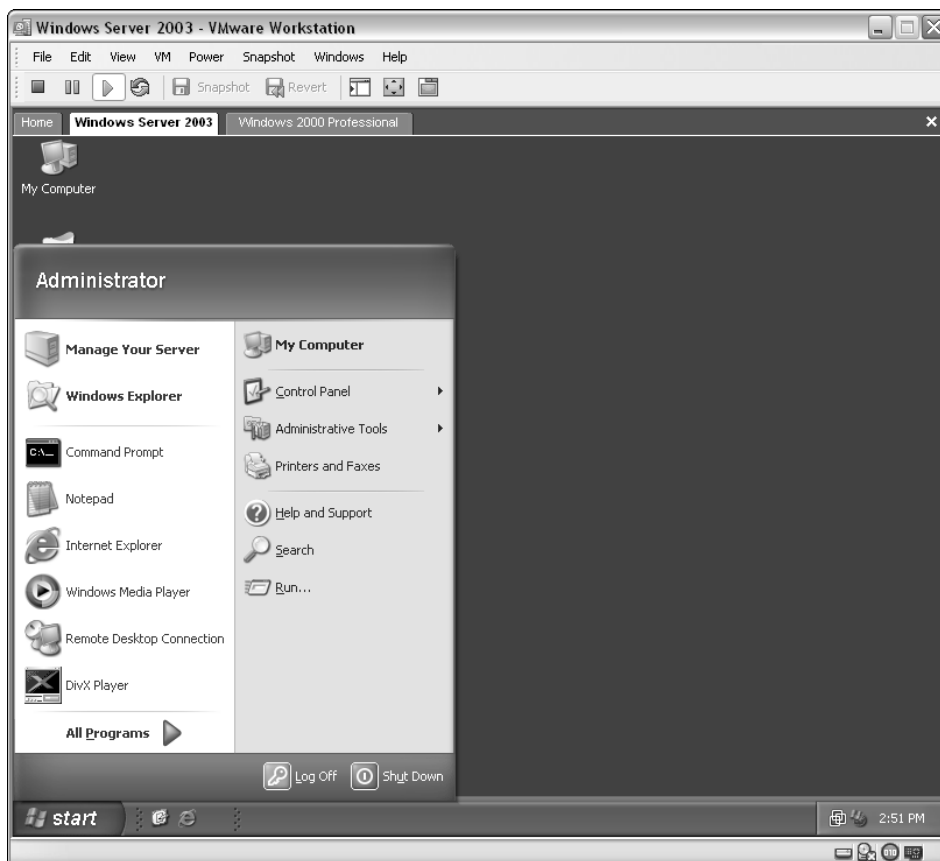 Windows Server 2003 - VMware Workstation
File Edit View VM Power Snapshot Windows Help
Snapshot Revert
Home Windows Server 2003 Windows 2000 Professional
My Computer
Administrator
Manage Your Server
Windows Explorer
Command Prompt
Notepad
Internet Explorer
Windows Media Player
Remote Desktop Connection
DivX Player
All Programs
My Computer
Control Panel
Administrative Tools
Printers and Faxes
Help and Support
Search
Run...
Log Off Shut Down
start 2:51 PM